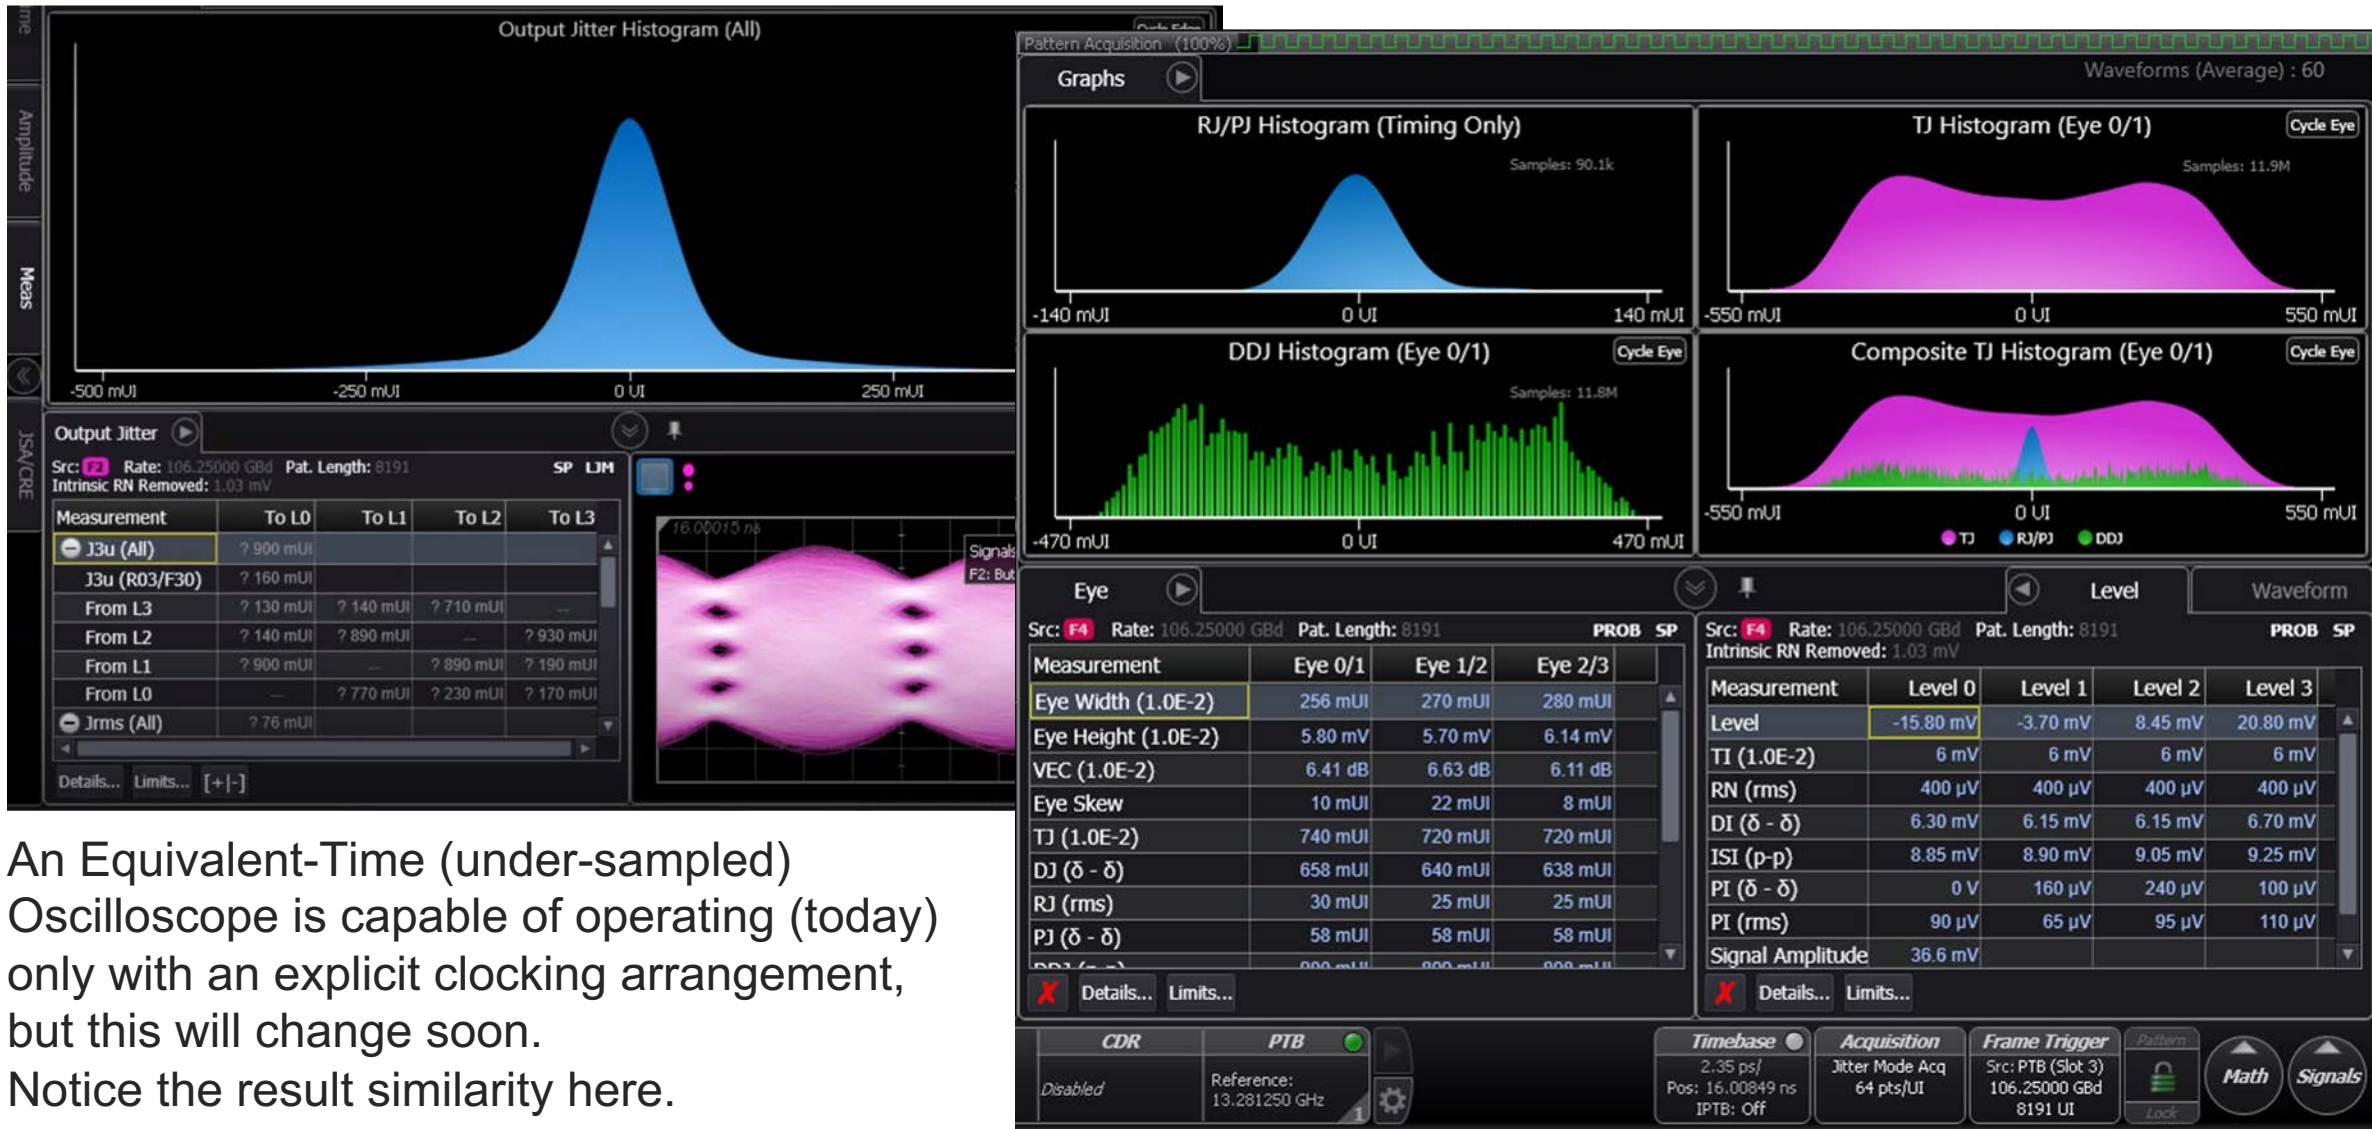 Output Jitter Histogram (All)
-500 mUI -250 mUI 0 UI 250 mUI
Amplitude
Meas
JSA/CRE
Output Jitter
Src: F2 Rate: 106.25000 GBd Pat. Length: 8191 SP LJM
Intrinsic RN Removed: 1.03 mV
Measurement To L0 To L1 To L2 To L3
J3u (All) ? 900 mUI
J3u (R03/F30) ? 160 mUI
From L3 ? 130 mUI ? 140 mUI ? 710 mUI ---
From L2 ? 140 mUI ? 890 mUI --- ? 930 mUI
From L1 ? 900 mUI --- ? 890 mUI ? 190 mUI
From L0 --- ? 770 mUI ? 230 mUI ? 170 mUI
Jrms (All) ? 76 mUI
Details... Limits... [+|-]
16.00015 ns
Signals
F2: But
An Equivalent-Time (under-sampled)
Oscilloscope is capable of operating (today)
only with an explicit clocking arrangement,
but this will change soon.
Notice the result similarity here.
Pattern Acquisition (100%)
Graphs
Waveforms (Average) : 60
RJ/PJ Histogram (Timing Only)
Samples: 90.1k
-140 mUI 0 UI 140 mUI
TJ Histogram (Eye 0/1) Cycle Eye
Samples: 11.9M
-550 mUI 0 UI 550 mUI
DDJ Histogram (Eye 0/1) Cycle Eye
Samples: 11.8M
-470 mUI 0 UI 470 mUI
Composite TJ Histogram (Eye 0/1) Cycle Eye
-550 mUI 0 UI 550 mUI
TJ RJ/PJ DDJ
Eye
Src: F4 Rate: 106.25000 GBd Pat. Length: 8191 PROB SP
Measurement Eye 0/1 Eye 1/2 Eye 2/3
Eye Width (1.0E-2) 256 mUI 270 mUI 280 mUI
Eye Height (1.0E-2) 5.80 mV 5.70 mV 6.14 mV
VEC (1.0E-2) 6.41 dB 6.63 dB 6.11 dB
Eye Skew 10 mUI 22 mUI 8 mUI
TJ (1.0E-2) 740 mUI 720 mUI 720 mUI
DJ (δ - δ) 658 mUI 640 mUI 638 mUI
RJ (rms) 30 mUI 25 mUI 25 mUI
PJ (δ - δ) 58 mUI 58 mUI 58 mUI
Details... Limits...
Level Waveform
Src: F4 Rate: 106.25000 GBd Pat. Length: 8191 PROB SP
Intrinsic RN Removed: 1.03 mV
Measurement Level 0 Level 1 Level 2 Level 3
Level -15.80 mV -3.70 mV 8.45 mV 20.80 mV
TI (1.0E-2) 6 mV 6 mV 6 mV 6 mV
RN (rms) 400 µV 400 µV 400 µV 400 µV
DI (δ - δ) 6.30 mV 6.15 mV 6.15 mV 6.70 mV
ISI (p-p) 8.85 mV 8.90 mV 9.05 mV 9.25 mV
PI (δ - δ) 0 V 160 µV 240 µV 100 µV
PI (rms) 90 µV 65 µV 95 µV 110 µV
Signal Amplitude 36.6 mV
Details... Limits...
CDR
Disabled
PTB
Reference:
13.281250 GHz
1
Timebase
2.35 ps/
Pos: 16.00849 ns
IPTB: Off
Acquisition
Jitter Mode Acq
64 pts/UI
Frame Trigger
Src: PTB (Slot 3)
106.25000 GBd
8191 UI
Pattern
Lock
Math
Signals